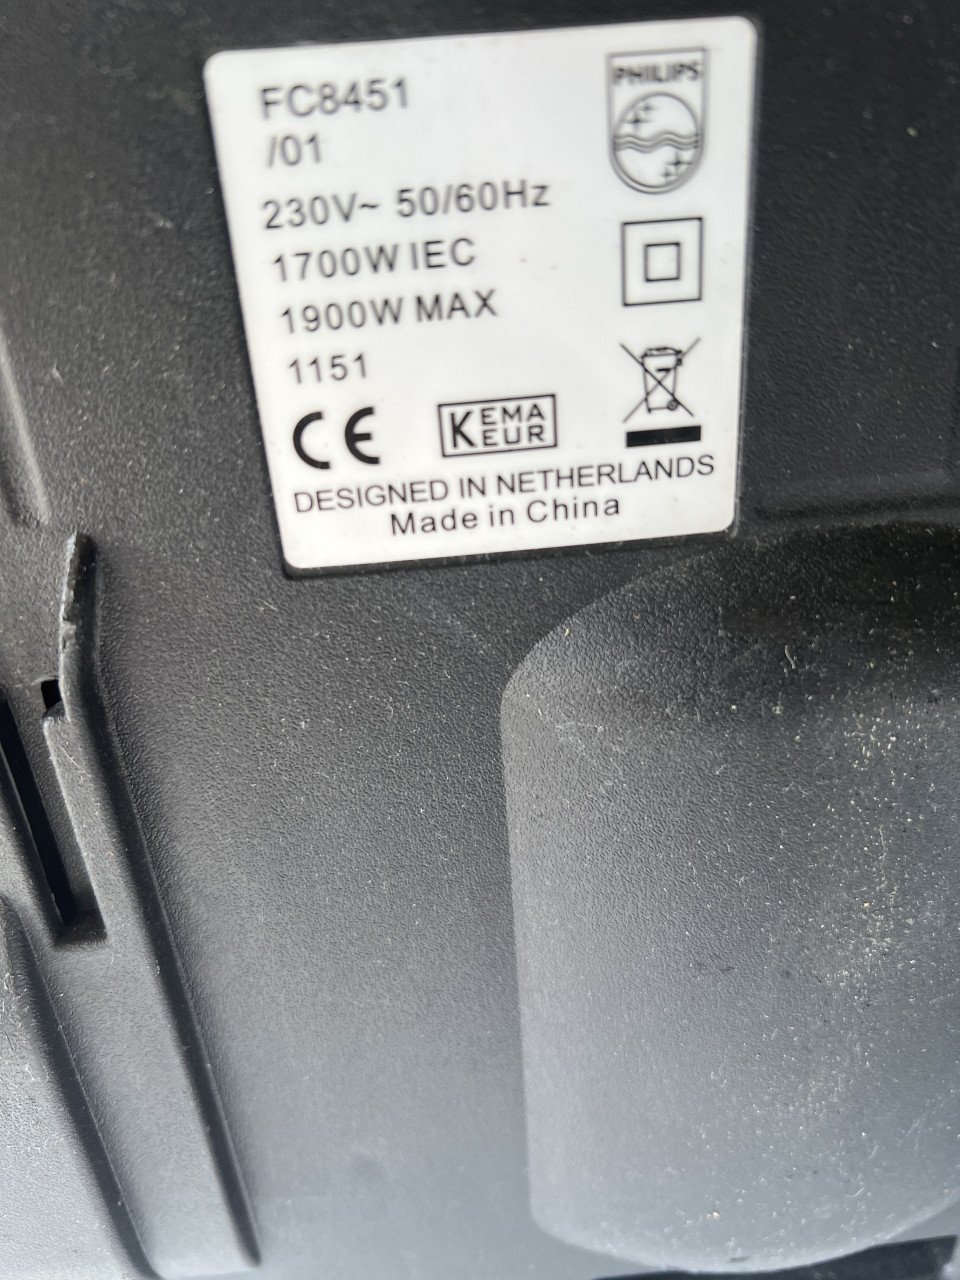 FC8451
/01
PHILIPS
230V~ 50/60Hz
1700W IEC
1900W MAX
1151
CE
KEMA
KEUR
DESIGNED IN NETHERLANDS
Made in China